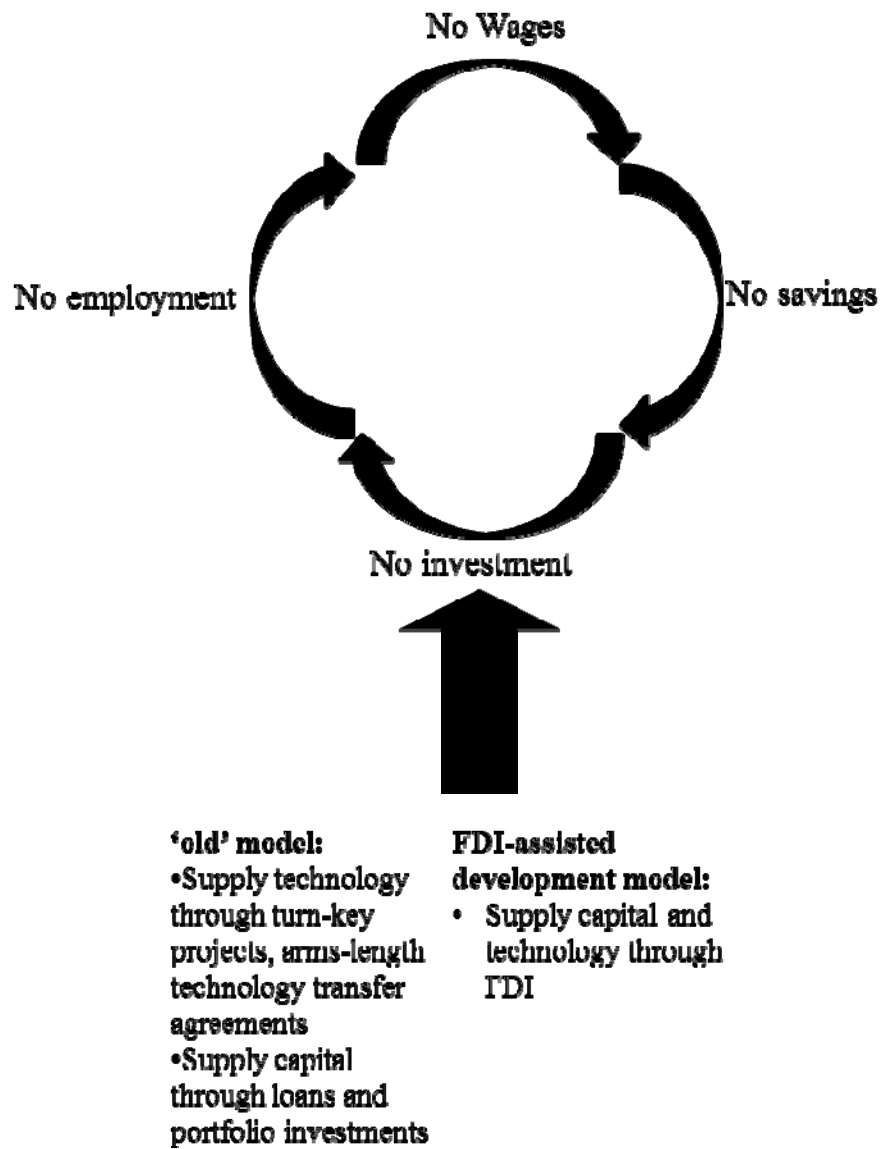 No Wages
No employment
No savings
No investment
‘old’ model:
•Supply technology
through turn-key
projects, arms-length
technology transfer
agreements
•Supply capital
through loans and
portfolio investments
FDI-assisted
development model:
• Supply capital and
technology through
FDI